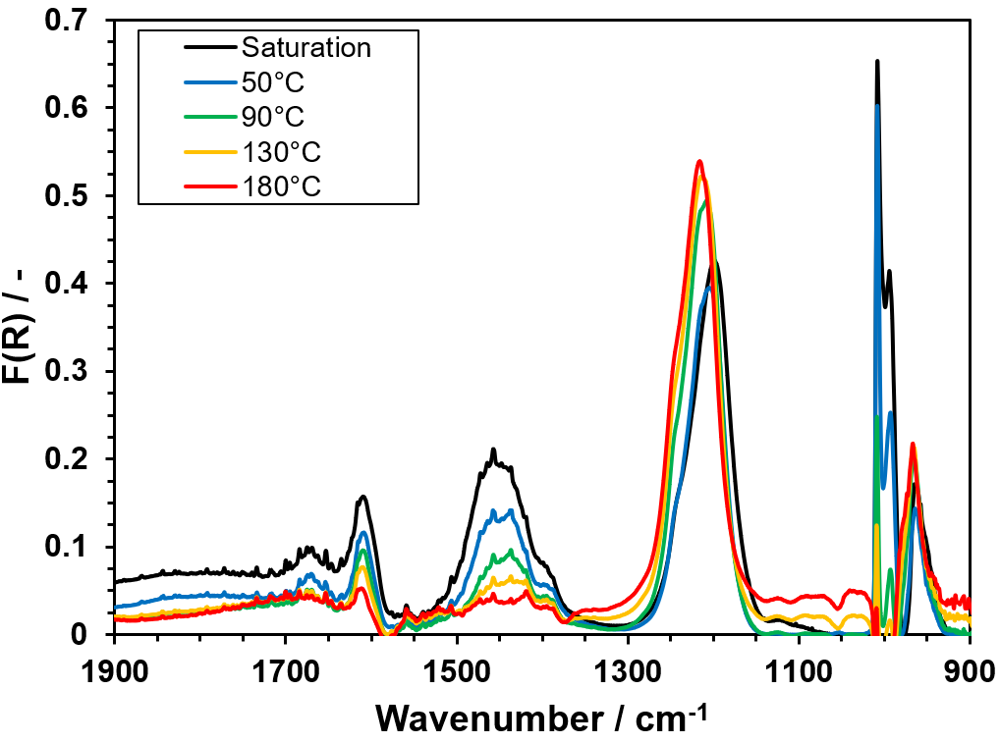 0.7
0.6
0.5
0.4
0.3
0.2
0.1
0
F(R) / -
Saturation
50°C
90°C
130°C
180°C
1900 1700 1500 1300 1100 900
Wavenumber / cm⁻¹